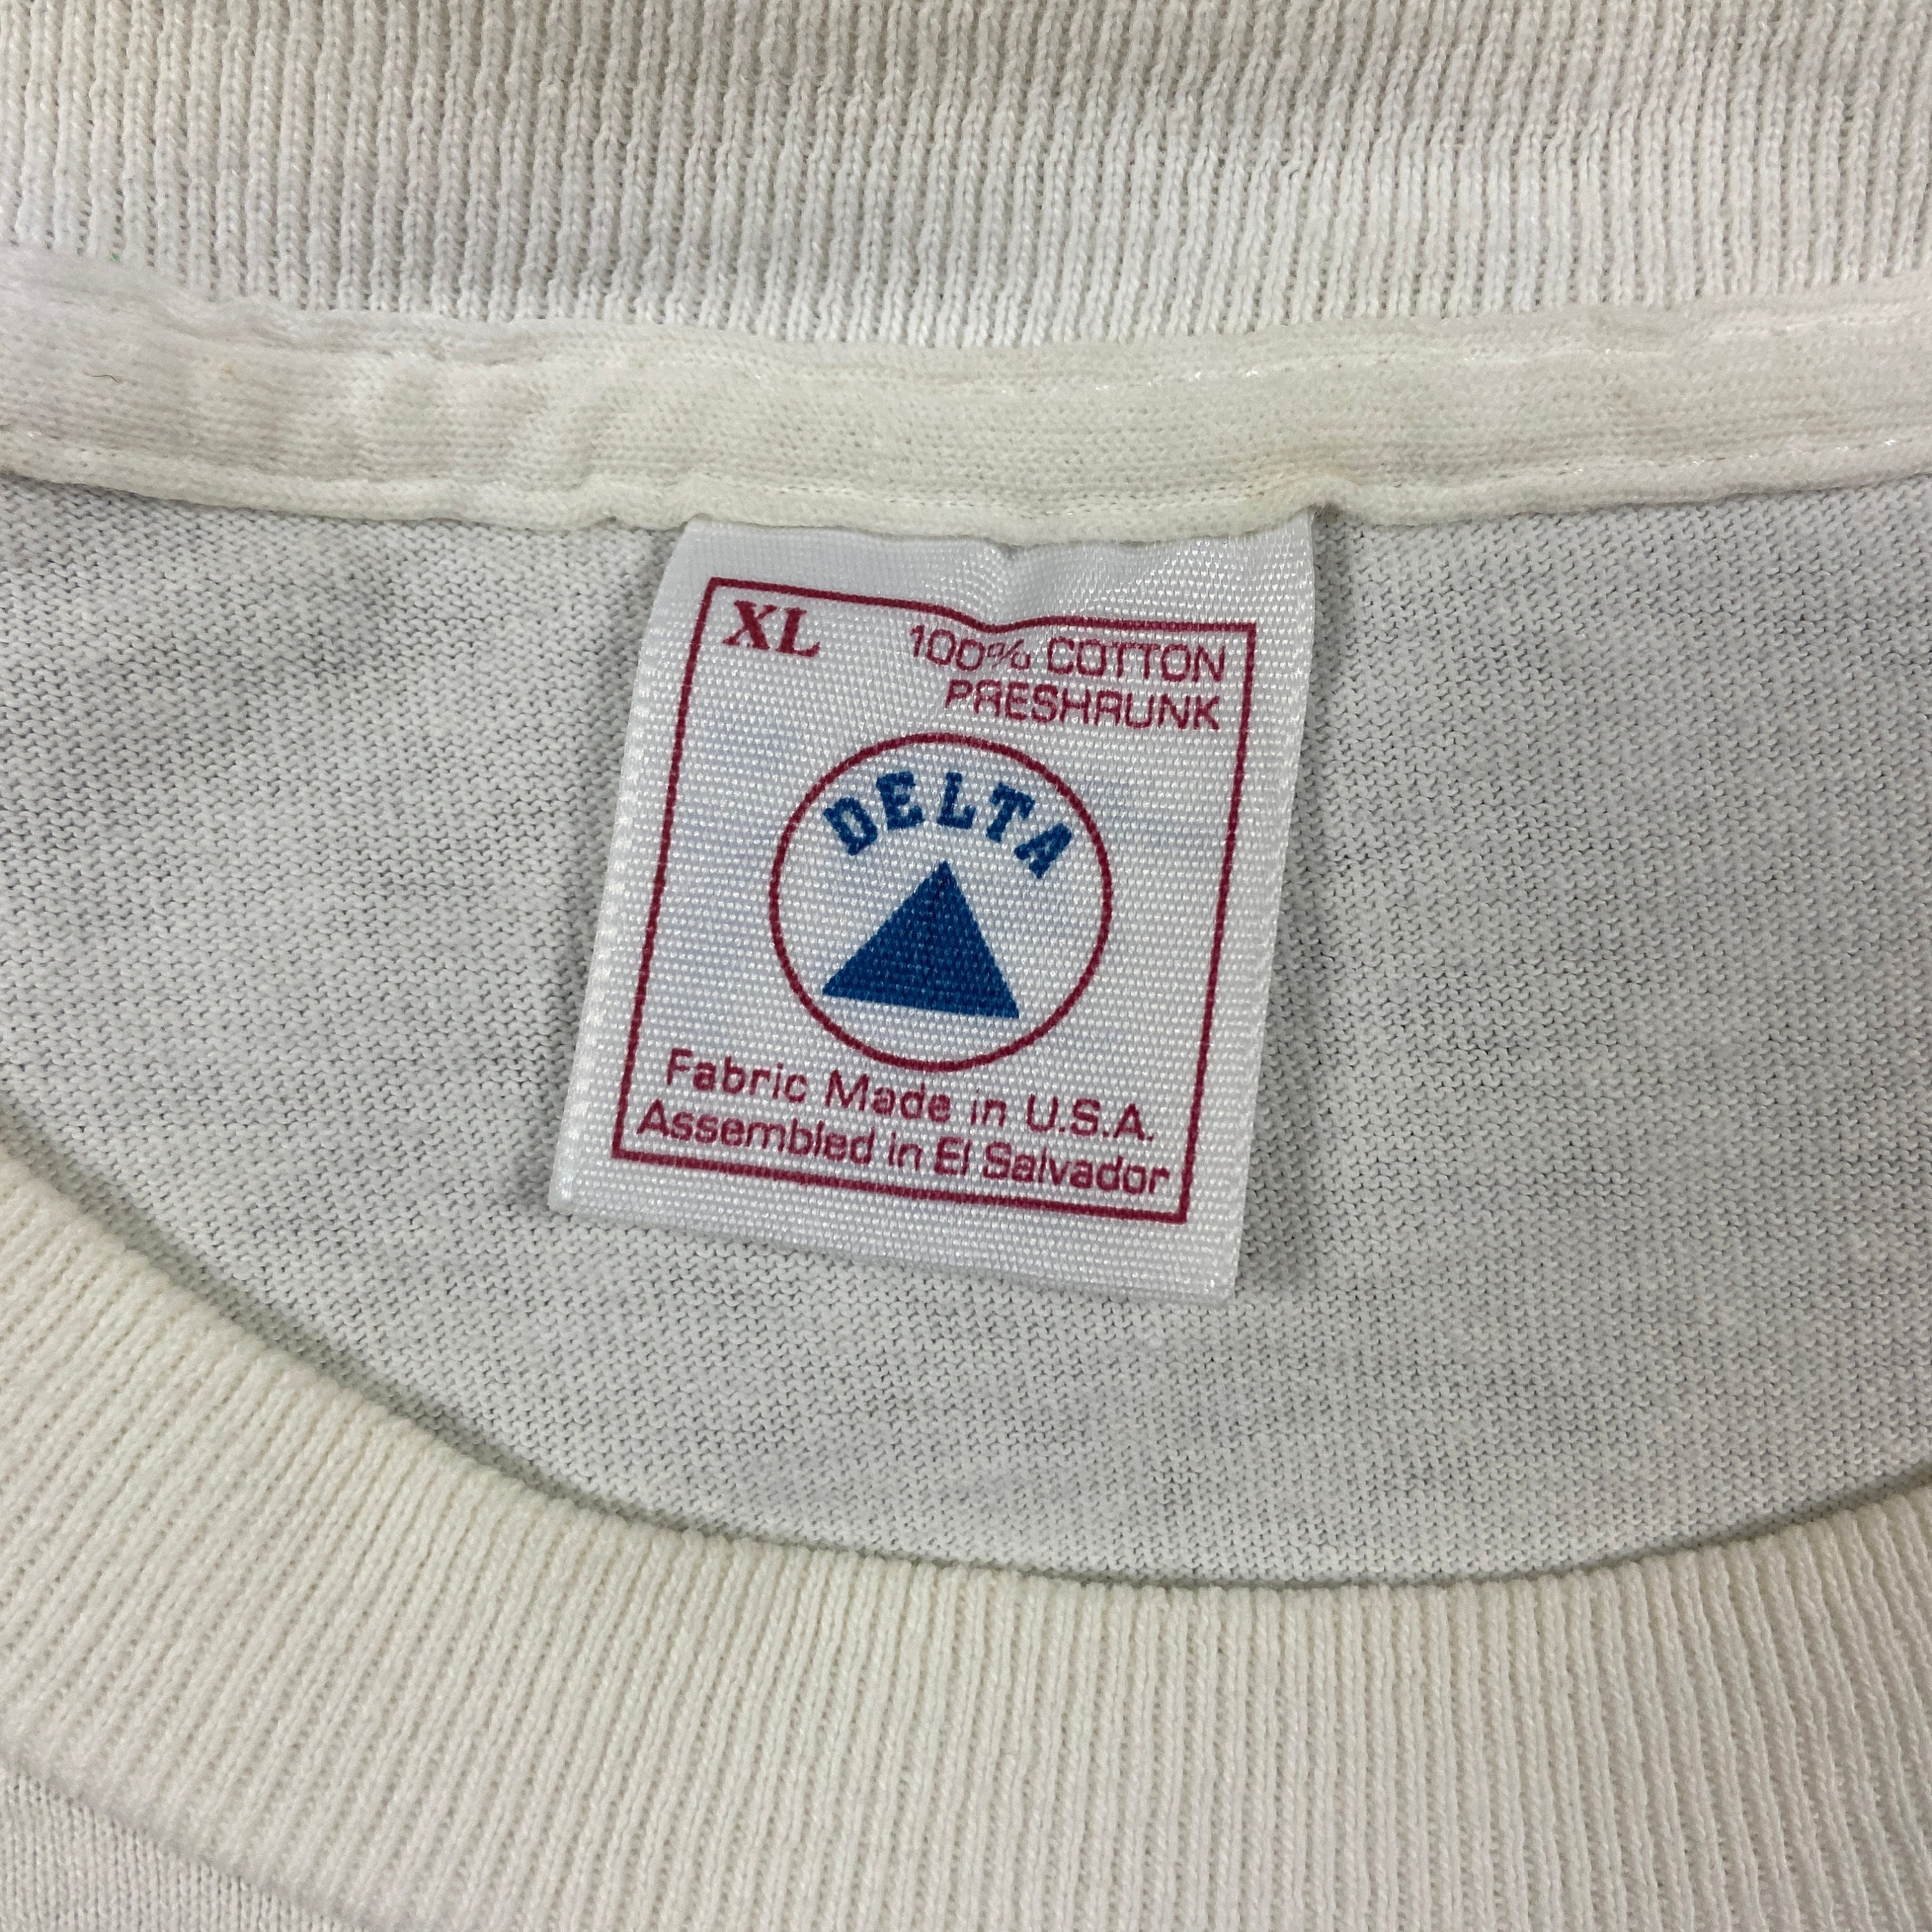 XL
100% COTTON
PRESHRUNK
DELTA
Fabric Made in U.S.A.
Assembled in El Salvador